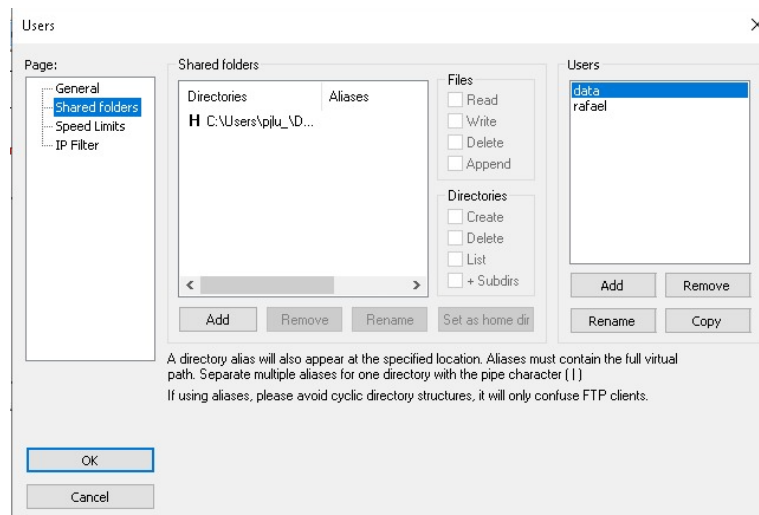 Users
Page:
General
Shared folders
Speed Limits
IP Filter
OK
Cancel
Shared folders
Directories Aliases
H C:\Users\pjlu_\D...
Add Remove Rename Set as home dir
Files
Read
Write
Delete
Append
Directories
Create
Delete
List
+ Subdirs
Users
data
rafael
Add Remove
Rename Copy
A directory alias will also appear at the specified location. Aliases must contain the full virtual
path. Separate multiple aliases for one directory with the pipe character ( | )
If using aliases, please avoid cyclic directory structures, it will only confuse FTP clients.